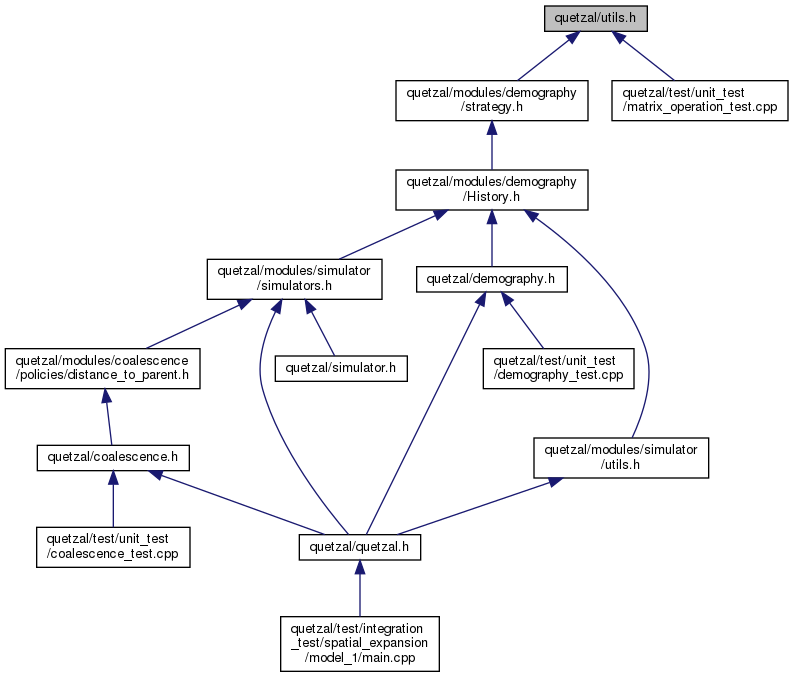 quetzal/utils.h
quetzal/modules/demography
/strategy.h
quetzal/test/unit_test
/matrix_operation_test.cpp
quetzal/modules/demography
/History.h
quetzal/modules/simulator
/simulators.h
quetzal/demography.h
quetzal/modules/coalescence
/policies/distance_to_parent.h
quetzal/simulator.h
quetzal/test/unit_test
/demography_test.cpp
quetzal/coalescence.h
quetzal/modules/simulator
/utils.h
quetzal/test/unit_test
/coalescence_test.cpp
quetzal/quetzal.h
quetzal/test/integration
_test/spatial_expansion
/model_1/main.cpp